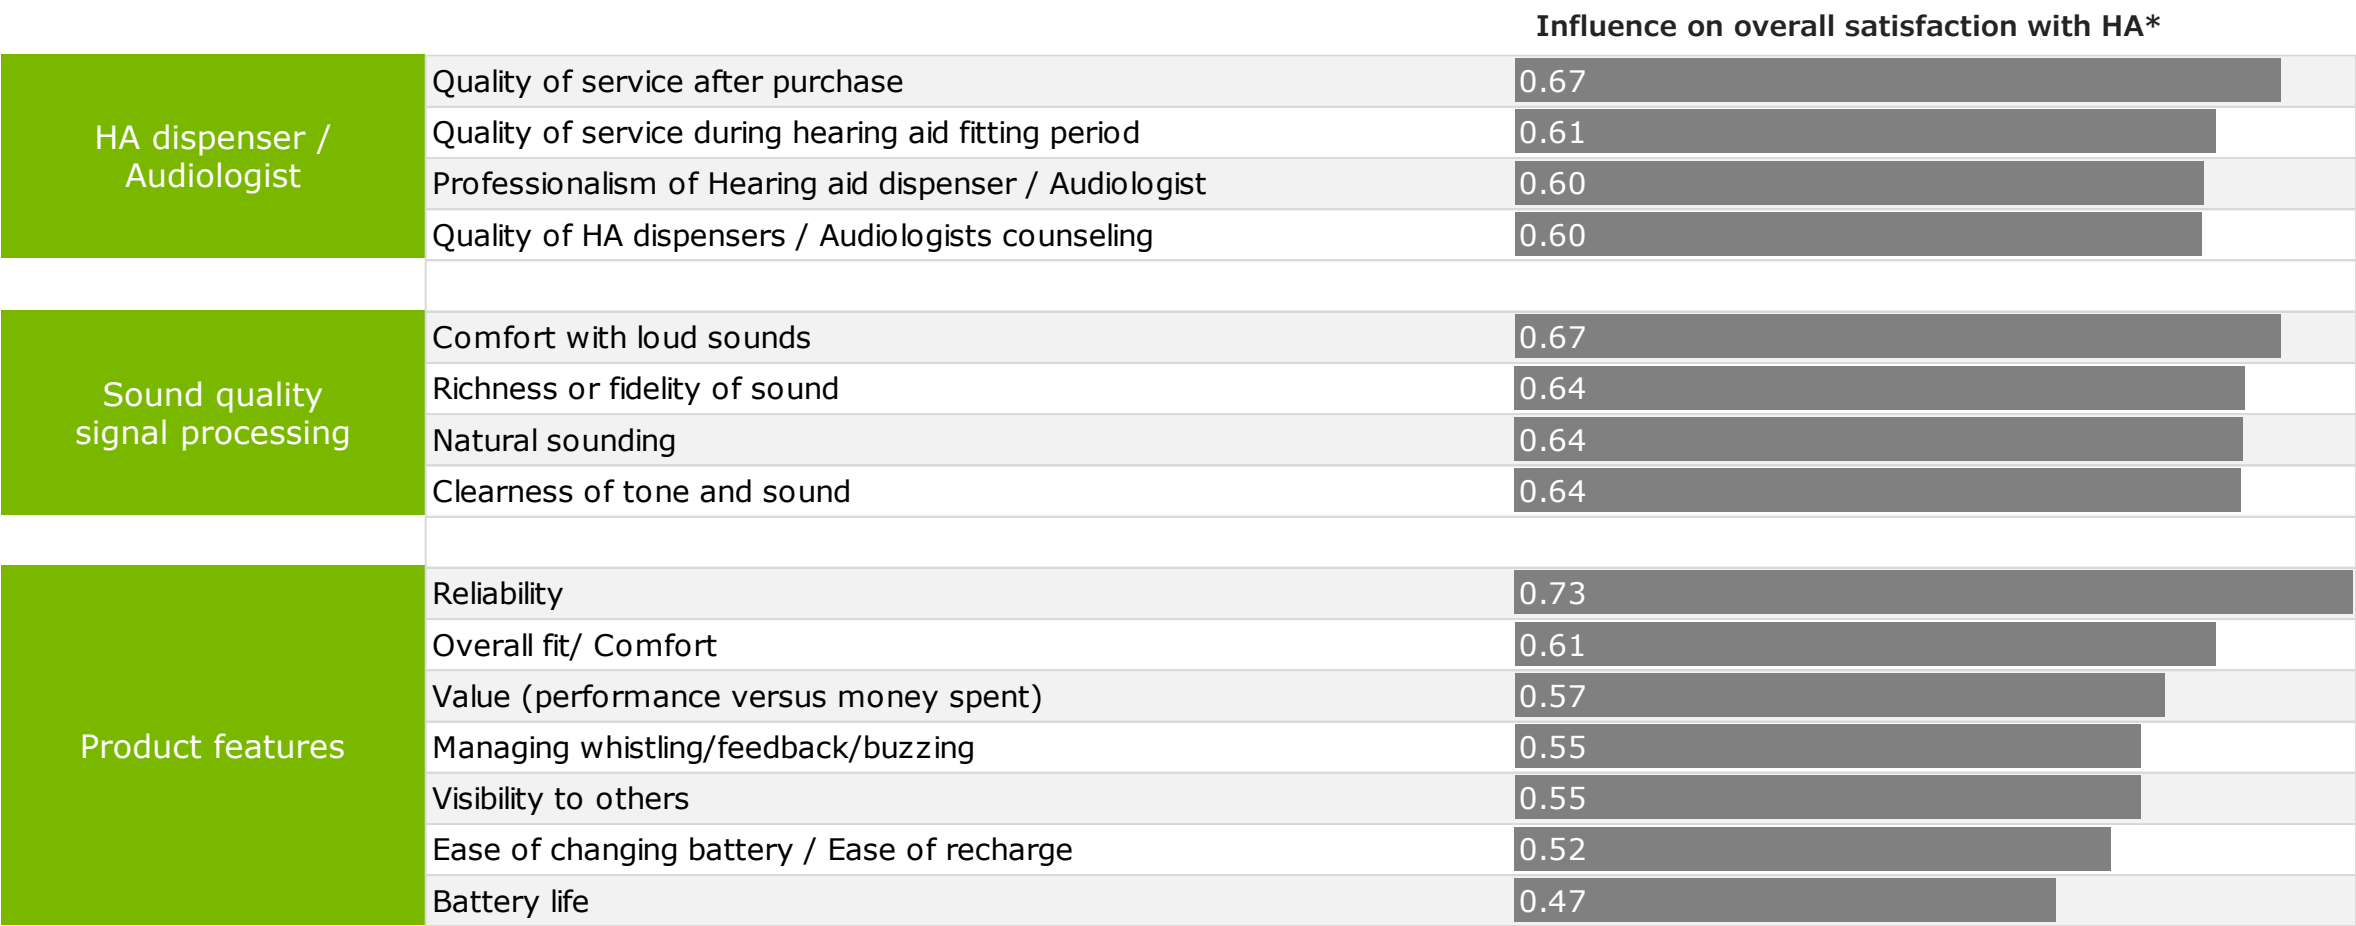 Influence on overall satisfaction with HA*
HA dispenser /
Audiologist
Quality of service after purchase 0.67
Quality of service during hearing aid fitting period 0.61
Professionalism of Hearing aid dispenser / Audiologist 0.60
Quality of HA dispensers / Audiologists counseling 0.60
Sound quality
signal processing
Comfort with loud sounds 0.67
Richness or fidelity of sound 0.64
Natural sounding 0.64
Clearness of tone and sound 0.64
Product features
Reliability 0.73
Overall fit/ Comfort 0.61
Value (performance versus money spent) 0.57
Managing whistling/feedback/buzzing 0.55
Visibility to others 0.55
Ease of changing battery / Ease of recharge 0.52
Battery life 0.47